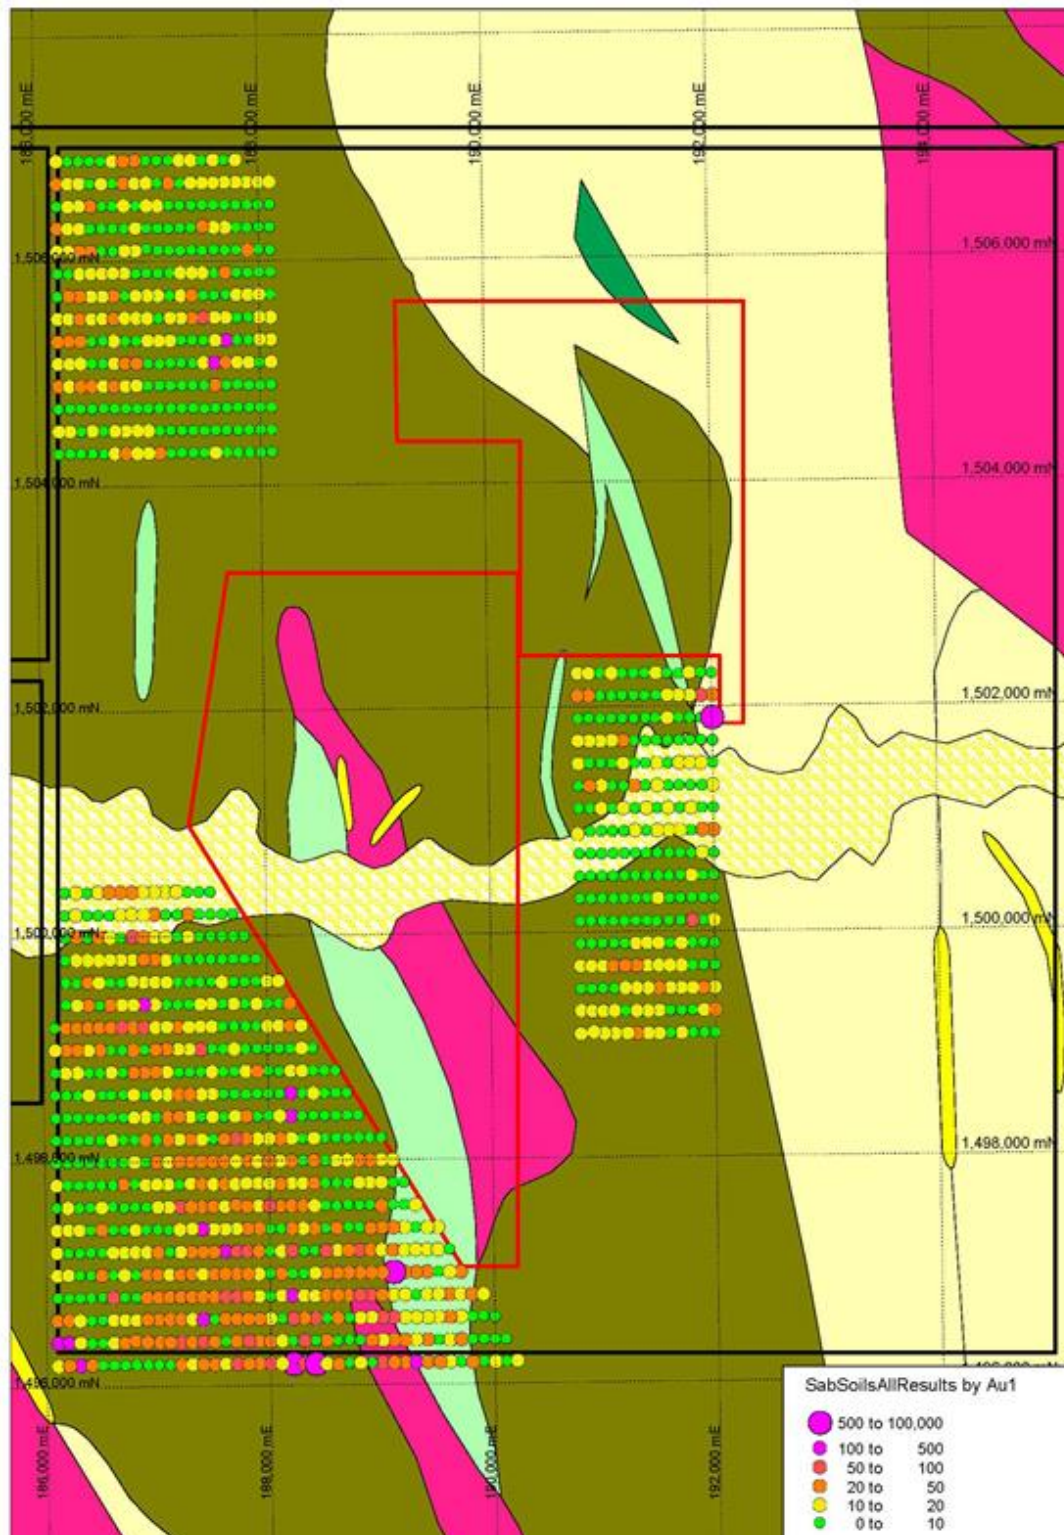 188,000 mE
190,000 mE
192,000 mE
194,000 mE
1,506,000 mN
1,506,000 mN
1,504,000 mN
1,504,000 mN
1,502,000 mN
1,502,000 mN
1,500,000 mN
1,500,000 mN
1,498,000 mN
1,498,000 mN
1,496,000 mN
186,000 mE
188,000 mE
190,000 mE
192,000 mE
SabSoilsAllResults by Au1
500 to 100,000
100 to 500
50 to 100
20 to 50
10 to 20
0 to 10